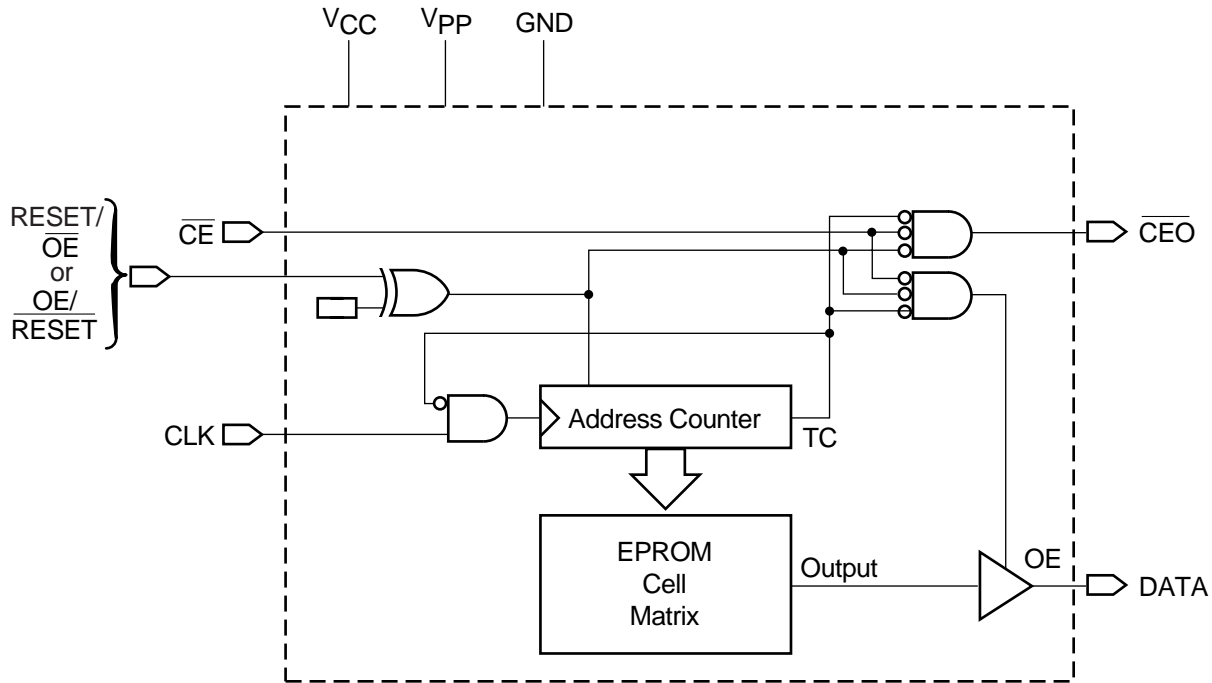 VCC
VPP
GND
RESET/
OE
or
OE/
RESET
CE
CEO
CLK
Address Counter
TC
EPROM
Cell
Matrix
Output
OE
DATA